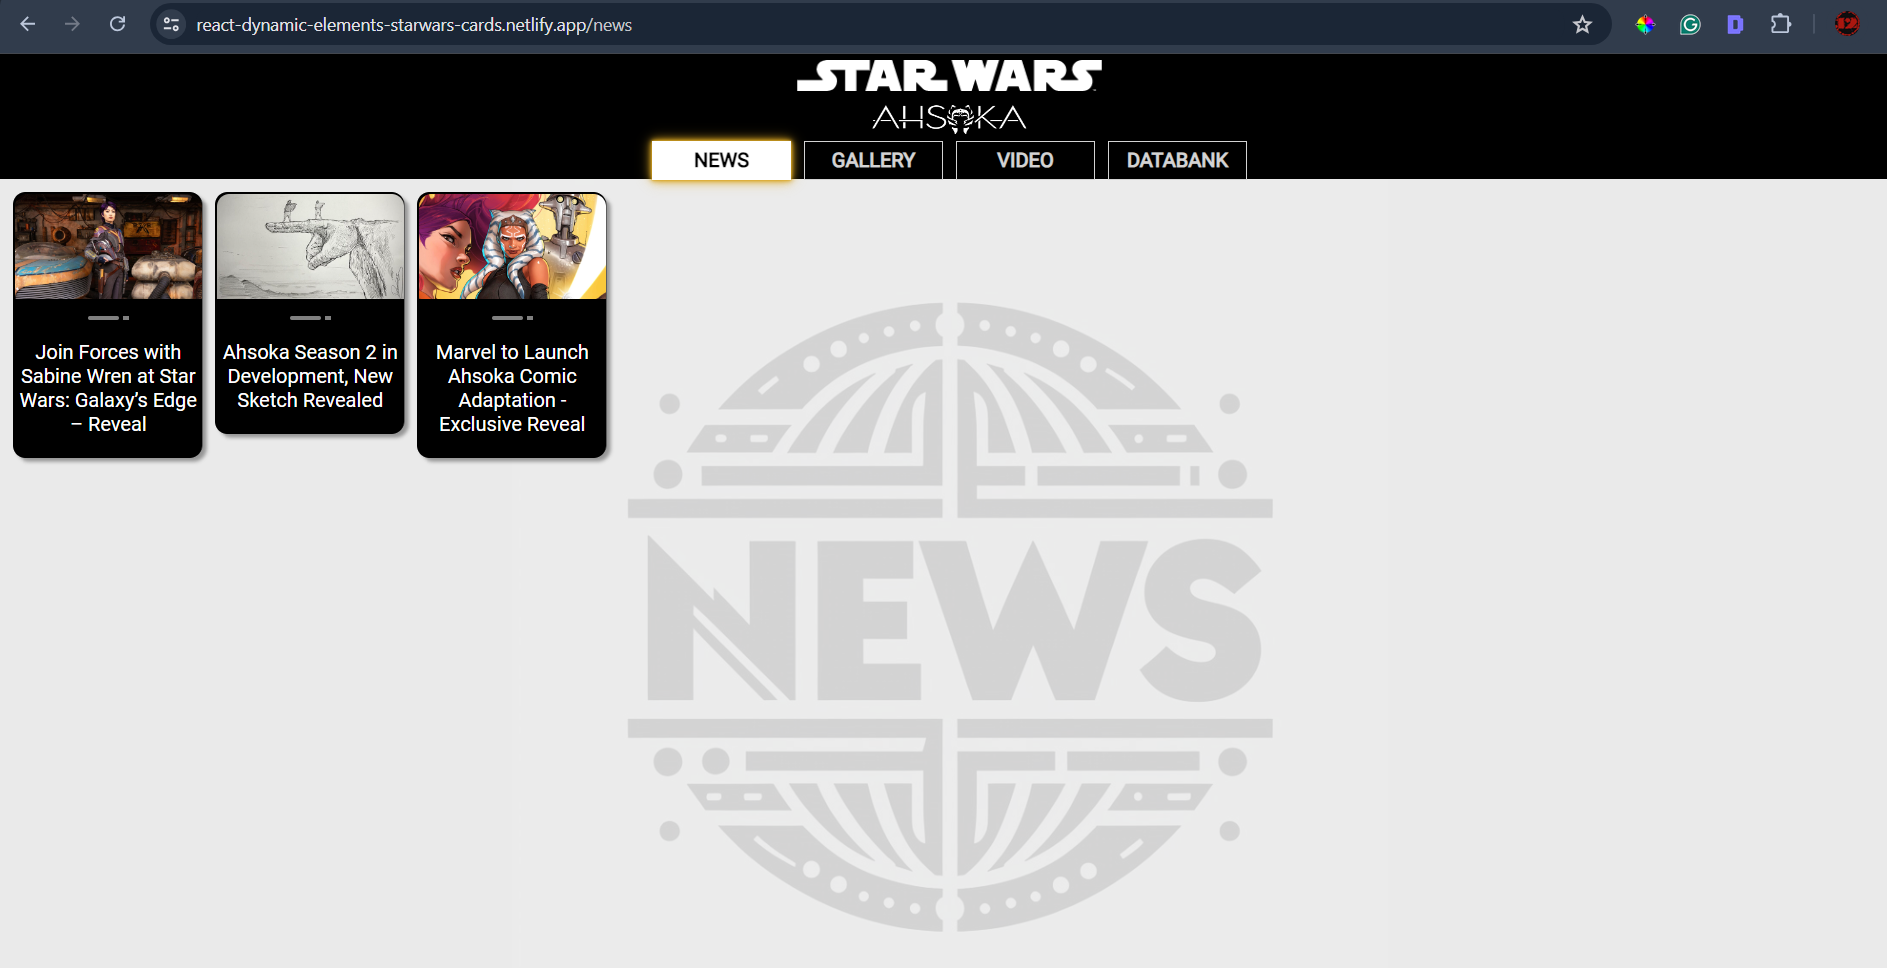 react-dynamic-elements-starwars-cards.netlify.app/news
STAR WARS
AHSOKA
NEWS
GALLERY
VIDEO
DATABANK
Join Forces with
Sabine Wren at Star
Wars: Galaxy’s Edge
– Reveal
Ahsoka Season 2 in
Development, New
Sketch Revealed
Marvel to Launch
Ahsoka Comic
Adaptation -
Exclusive Reveal
NEWS